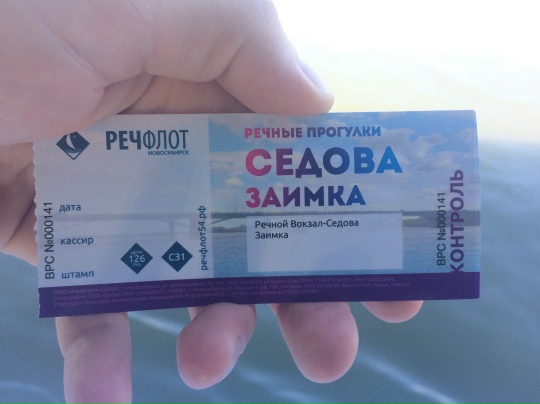 РЕЧФЛОТ
НОВОСИБИРСК
дата
кассир
штамп
ЦЕНА
126
С31
ВРС №000141
речфлот54.рф
РЕЧНЫЕ ПРОГУЛКИ
СЕДОВА
ЗАИМКА
Речной Вокзал-Седова
Заимка
ВРС №000141
КОНТРОЛЬ